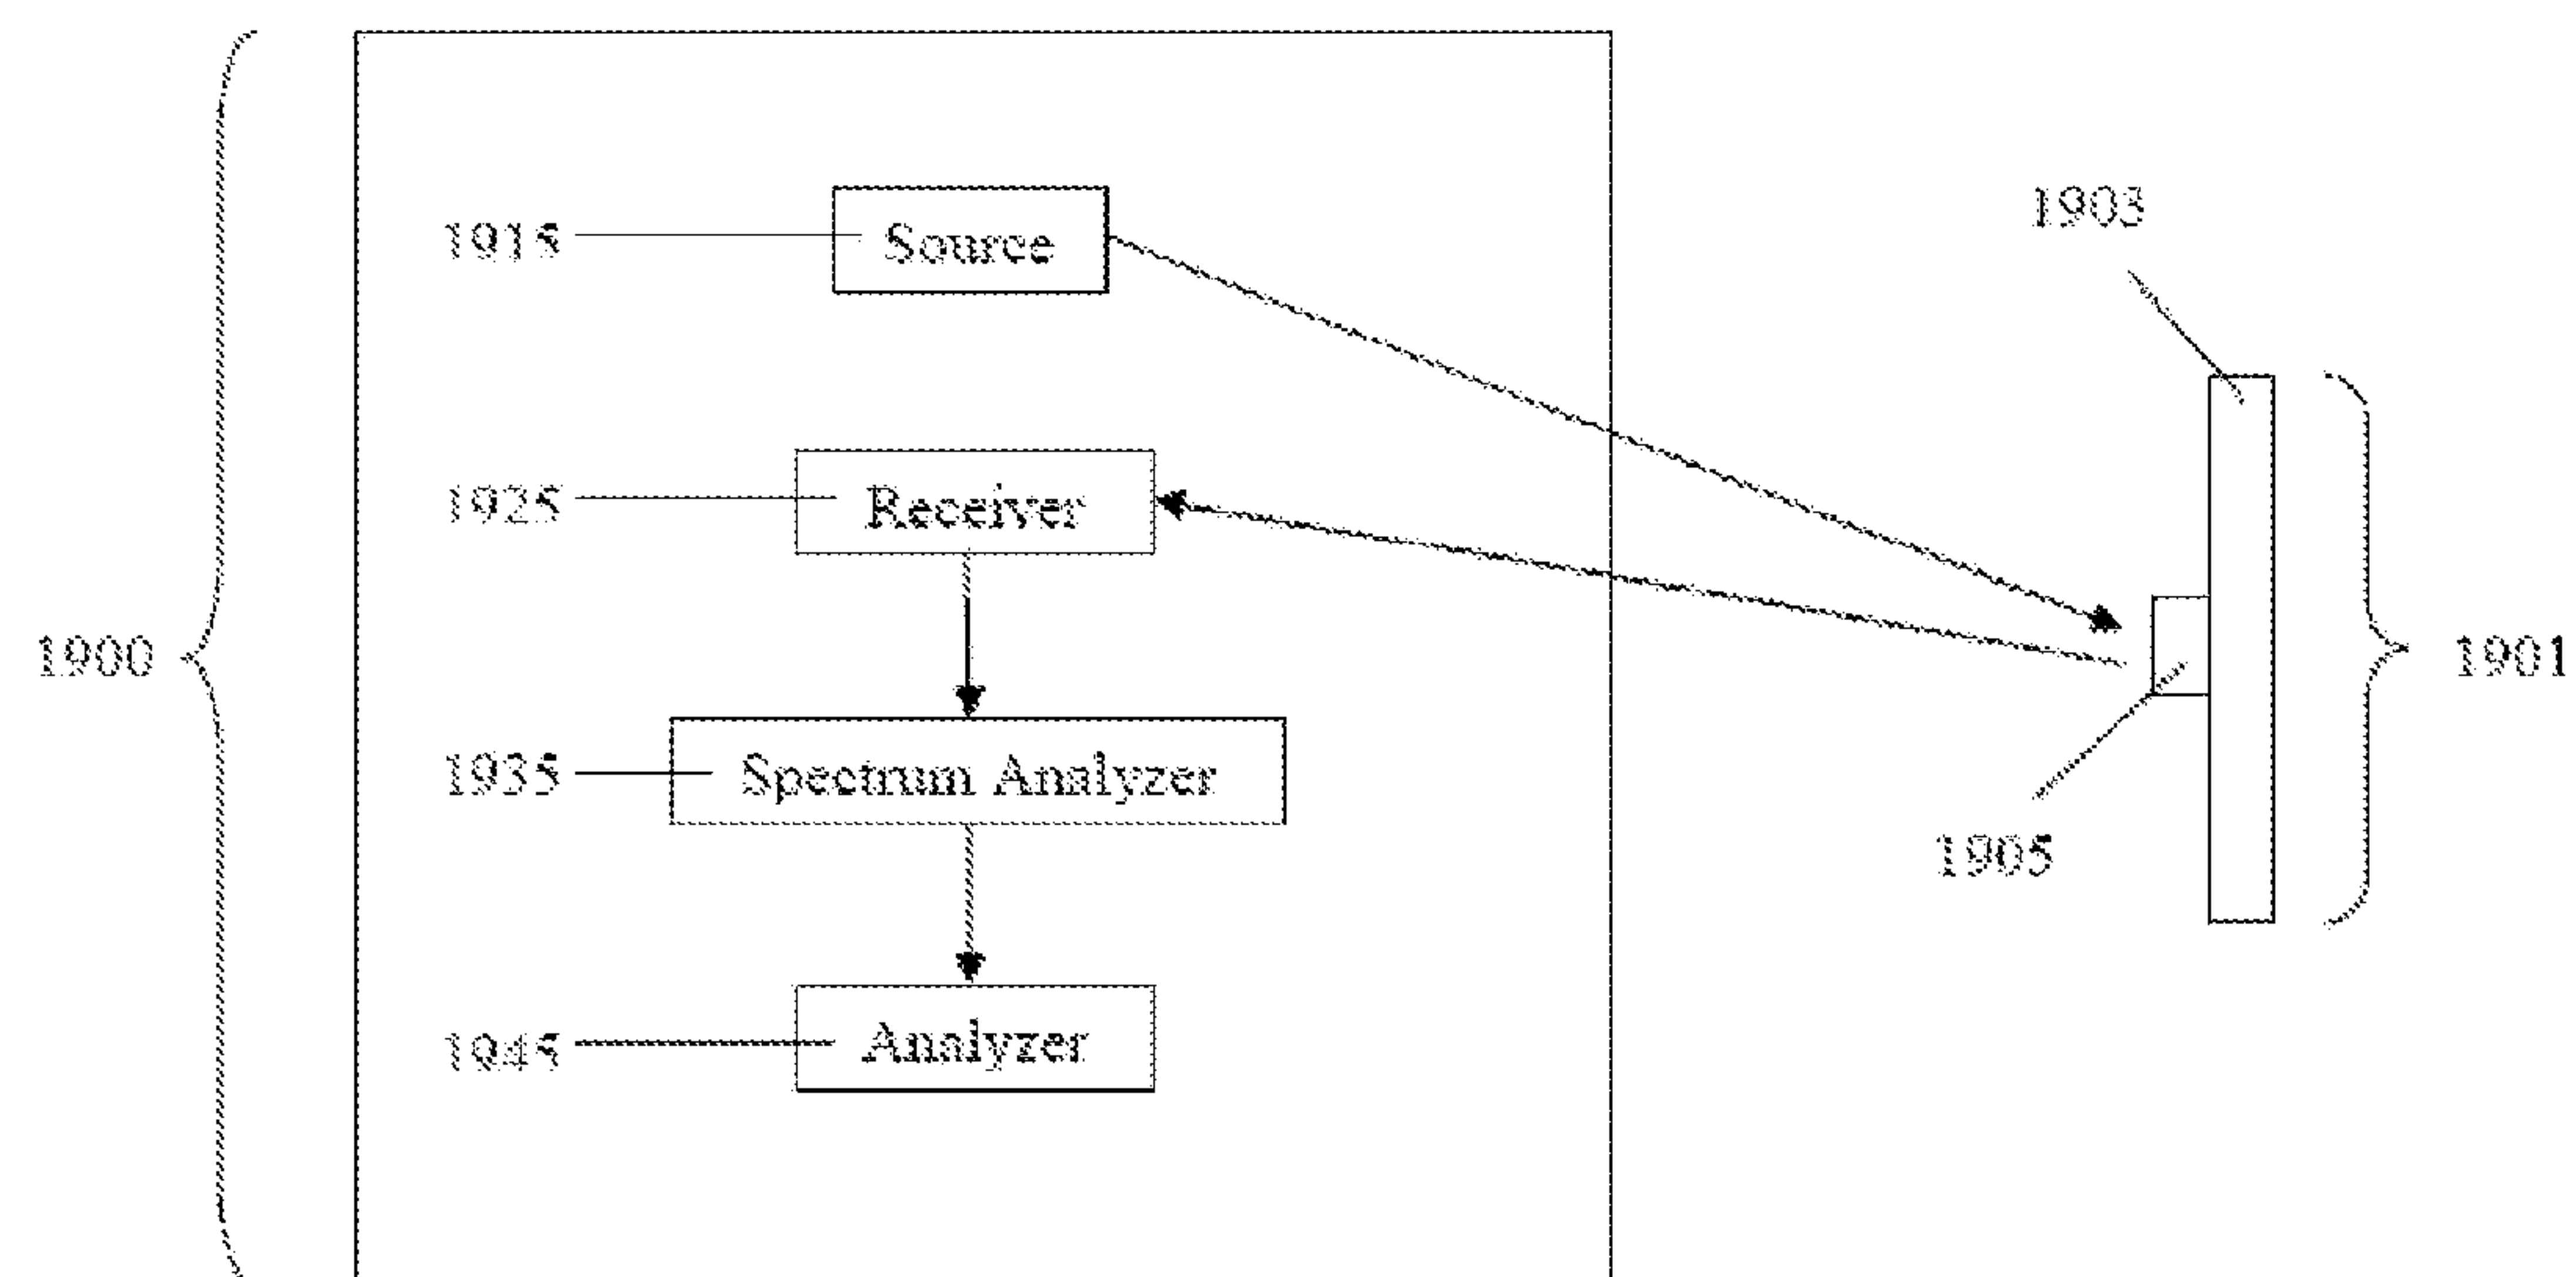 1903
1915 Source
1925 Receiver
1900
1901
1935 Spectrum Analyzer
1905
1945 Analyzer